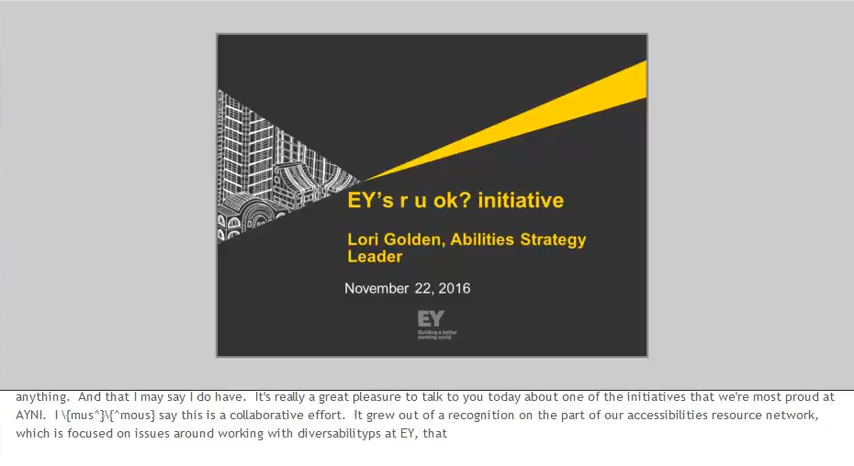 EY's r u ok? initiative
Lori Golden, Abilities Strategy
Leader
November 22, 2016
EY
Building a better
working world
anything.  And that I may say I do have.  It's really a great pleasure to talk to you today about one of the initiatives that we're most proud at
AYNI.  I \{mus^}\{^mous} say this is a collaborative effort.  It grew out of a recognition on the part of our accessibilities resource network,
which is focused on issues around working with diversabilityps at EY, that